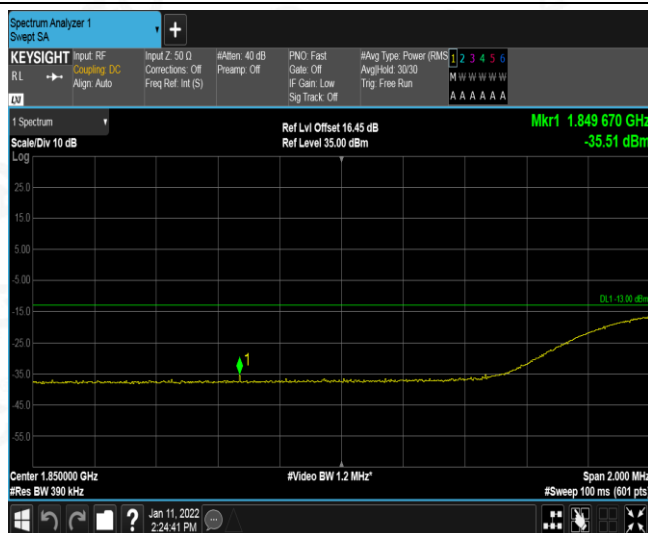 Spectrum Analyzer 1
Swept SA
+
KEYSIGHT
RL
LXI
Input: RF
Coupling: DC
Align: Auto
Input Z: 50 Ω
Corrections: Off
Freq Ref: Int (S)
#Atten: 40 dB
Preamp: Off
PNO: Fast
Gate: Off
IF Gain: Low
Sig Track: Off
#Avg Type: Power (RMS
Avg|Hold: 30/30
Trig: Free Run
1 2 3 4 5 6
M W W W W W
A A A A A A
1 Spectrum
Scale/Div 10 dB
Ref Lvl Offset 16.45 dB
Ref Level 35.00 dBm
Mkr1 1.849 670 GHz
-35.51 dBm
Log
25.0
15.0
5.00
-5.00
DL1 -13.00 dBm
-15.0
-25.0
1
-35.0
-45.0
-55.0
Center 1.850000 GHz
#Res BW 390 kHz
#Video BW 1.2 MHz*
Span 2.000 MHz
#Sweep 100 ms (601 pts)
?
Jan 11, 2022
2:24:41 PM